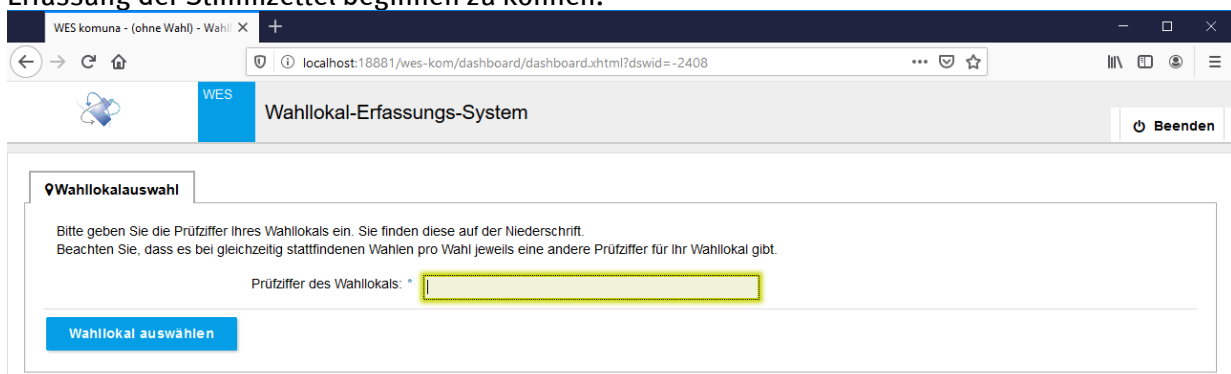 Erfassung der Stimmzettel beginnen zu können.
WES komuna - (ohne Wahl) - Wahl
localhost:18881/wes-kom/dashboard/dashboard.xhtml?dswid=-2408
WES
Wahllokal-Erfassungs-System
Beenden
Wahllokalauswahl
Bitte geben Sie die Prüfziffer Ihres Wahllokals ein. Sie finden diese auf der Niederschrift.
Beachten Sie, dass es bei gleichzeitig stattfindenen Wahlen pro Wahl jeweils eine andere Prüfziffer für Ihr Wahllokal gibt.
Prüfziffer des Wahllokals: *
Wahllokal auswählen